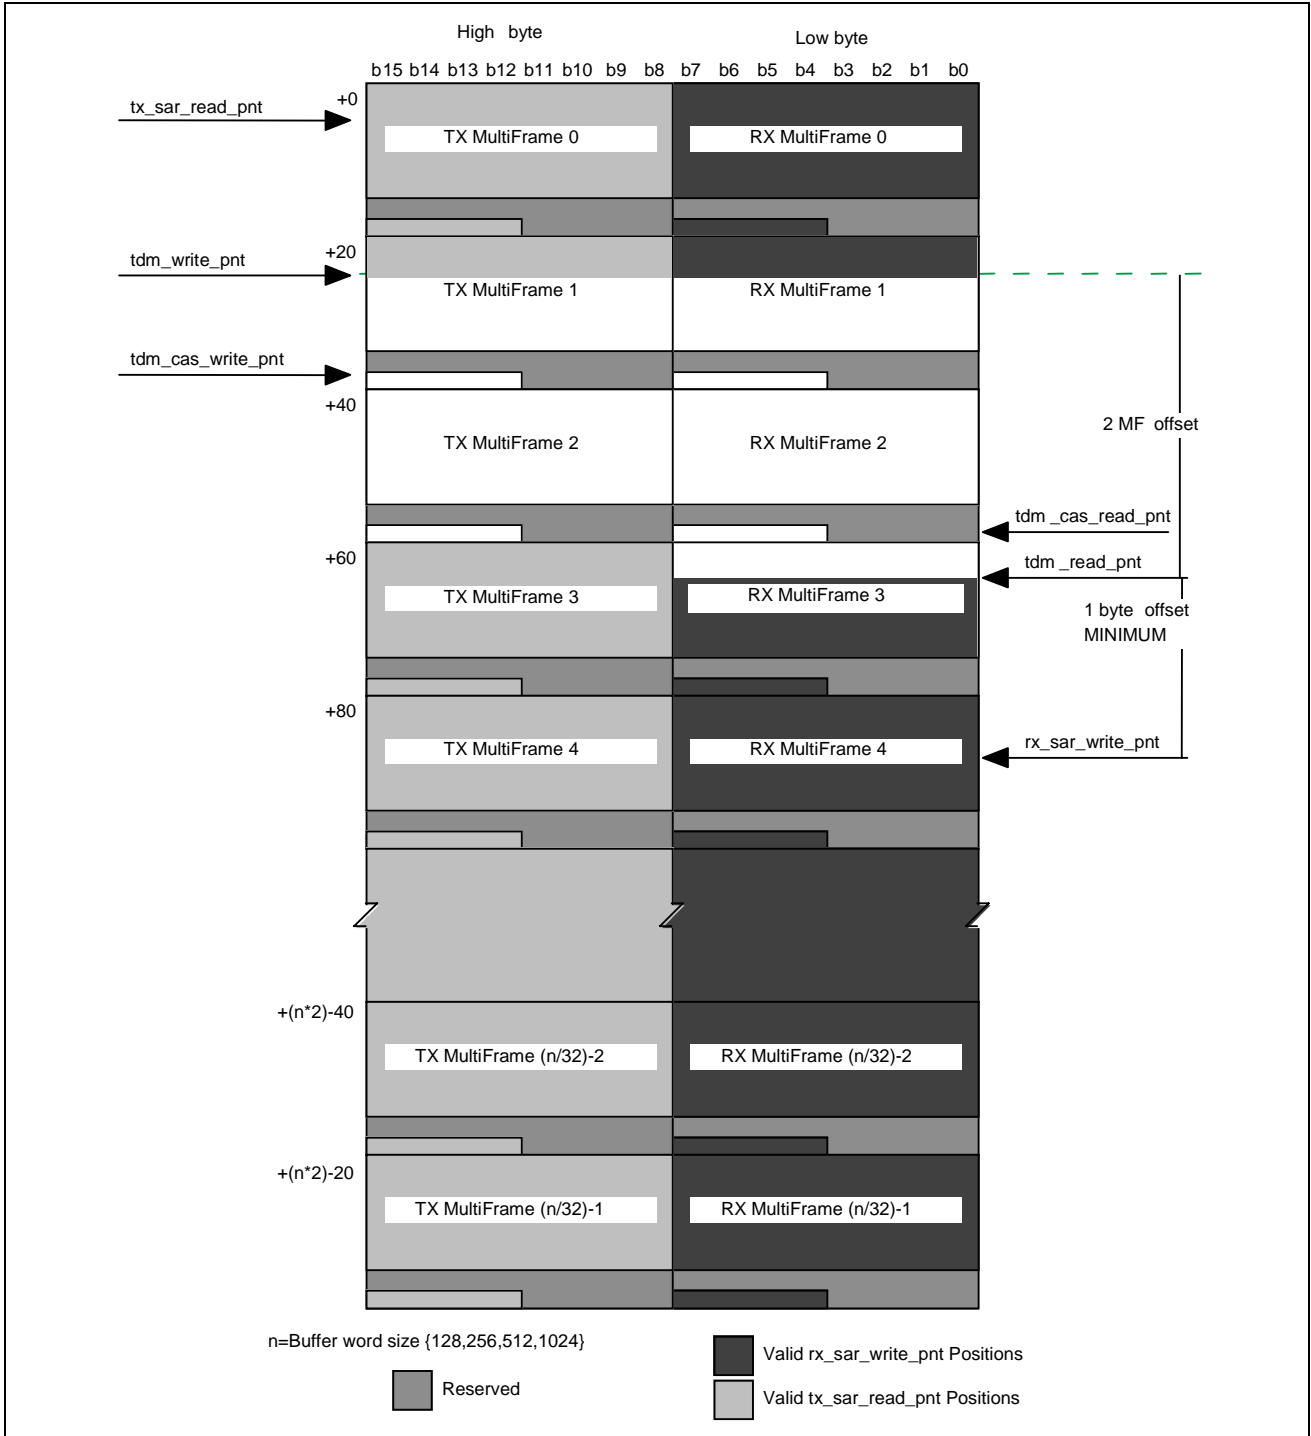 High byte
Low byte
b15 b14 b13 b12 b11 b10 b9 b8 b7 b6 b5 b4 b3 b2 b1 b0
tx_sar_read_pnt
+0
TX MultiFrame 0
RX MultiFrame 0
+20
tdm_write_pnt
TX MultiFrame 1
RX MultiFrame 1
tdm_cas_write_pnt
+40
2 MF offset
TX MultiFrame 2
RX MultiFrame 2
tdm _cas_read_pnt
+60
tdm _read_pnt
TX MultiFrame 3
RX MultiFrame 3
1 byte offset
MINIMUM
+80
rx_sar_write_pnt
TX MultiFrame 4
RX MultiFrame 4
+(n*2)-40
TX MultiFrame (n/32)-2
RX MultiFrame (n/32)-2
+(n*2)-20
TX MultiFrame (n/32)-1
RX MultiFrame (n/32)-1
n=Buffer word size {128,256,512,1024}
Valid rx_sar_write_pnt Positions
Reserved
Valid tx_sar_read_pnt Positions